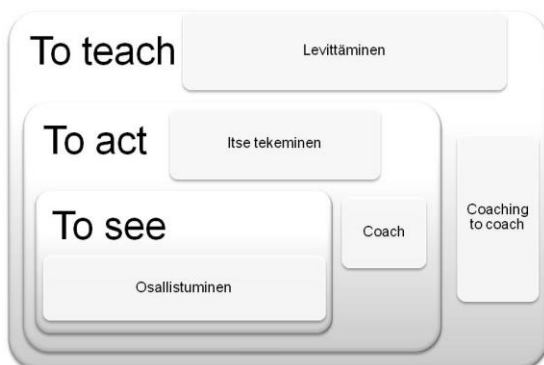 To teach
Levittäminen
To act
Itse tekeminen
To see
Coach
Coaching
to coach
Osallistuminen